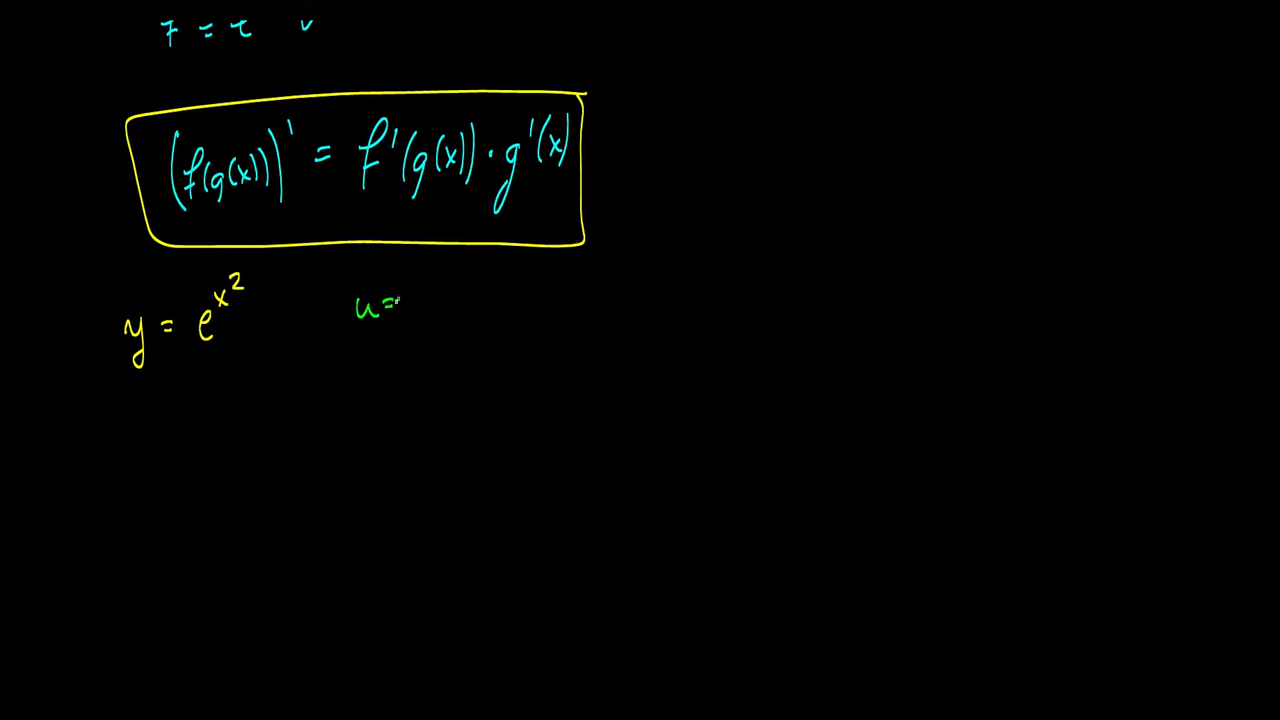 (f(g(x)))' = f'(g(x)) · g'(x)
y = e^{x^2} u =